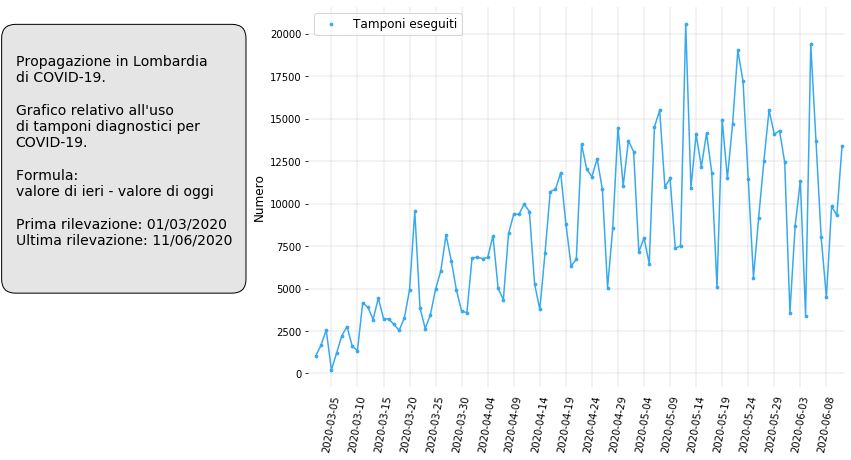 Propagazione in Lombardia
di COVID-19.
Grafico relativo all'uso
di tamponi diagnostici per
COVID-19.
Formula:
valore di ieri - valore di oggi
Prima rilevazione: 01/03/2020
Ultima rilevazione: 11/06/2020
Tamponi eseguiti
Numero
20000
17500
15000
12500
10000
7500
5000
2500
0
2020-03-05
2020-03-10
2020-03-15
2020-03-20
2020-03-25
2020-03-30
2020-04-04
2020-04-09
2020-04-14
2020-04-19
2020-04-24
2020-04-29
2020-05-04
2020-05-09
2020-05-14
2020-05-19
2020-05-24
2020-05-29
2020-06-03
2020-06-08